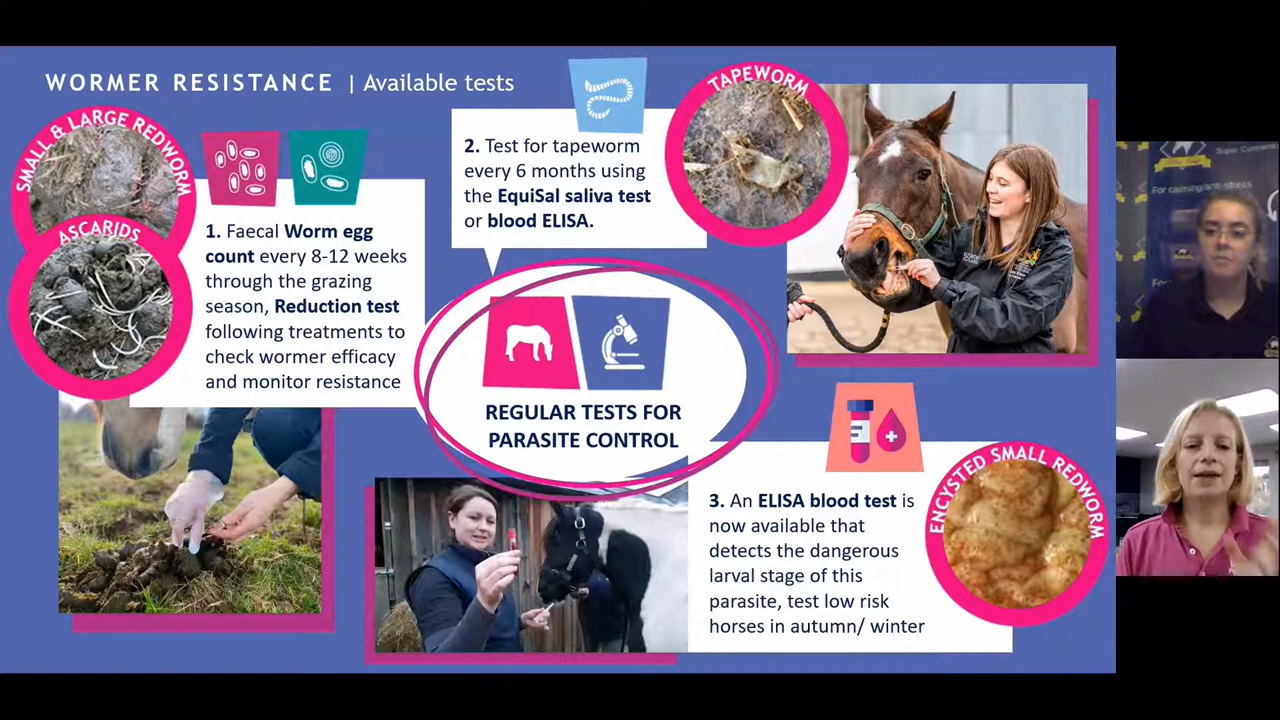 WORMER RESISTANCE | Available tests
SMALL & LARGE REDWORM
ASCARIDS
1. Faecal Worm egg
count every 8-12 weeks
through the grazing
season, Reduction test
following treatments to
check wormer efficacy
and monitor resistance
2. Test for tapeworm
every 6 months using
the EquiSal saliva test
or blood ELISA.
TAPEWORM
REGULAR TESTS FOR
PARASITE CONTROL
3. An ELISA blood test is
now available that
detects the dangerous
larval stage of this
parasite, test low risk
horses in autumn/ winter
ENCYSTED SMALL REDWORM
For calming/anti-stress